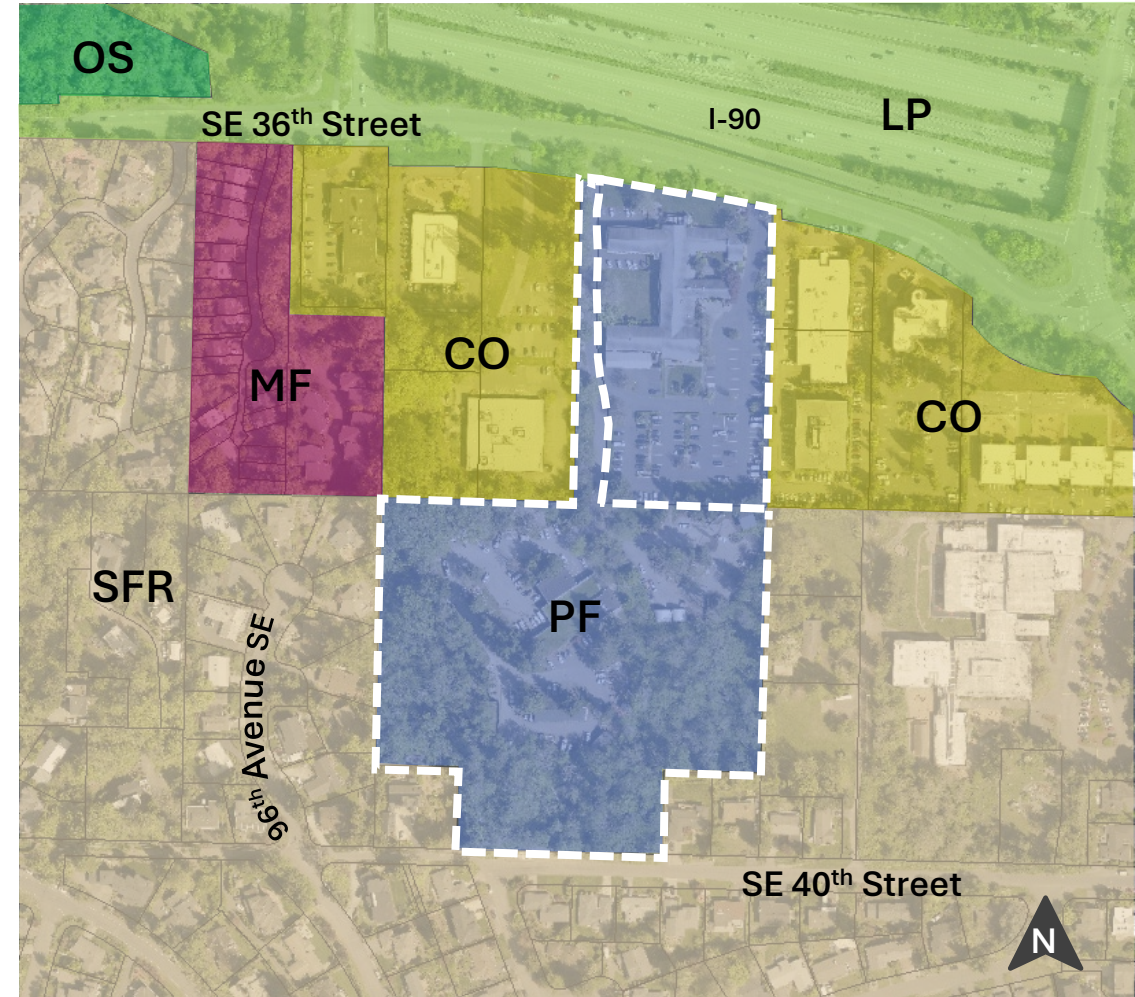 OS
SE 36th Street
I-90
LP
CO
MF
CO
SFR
PF
96th Avenue SE
SE 40th Street
N